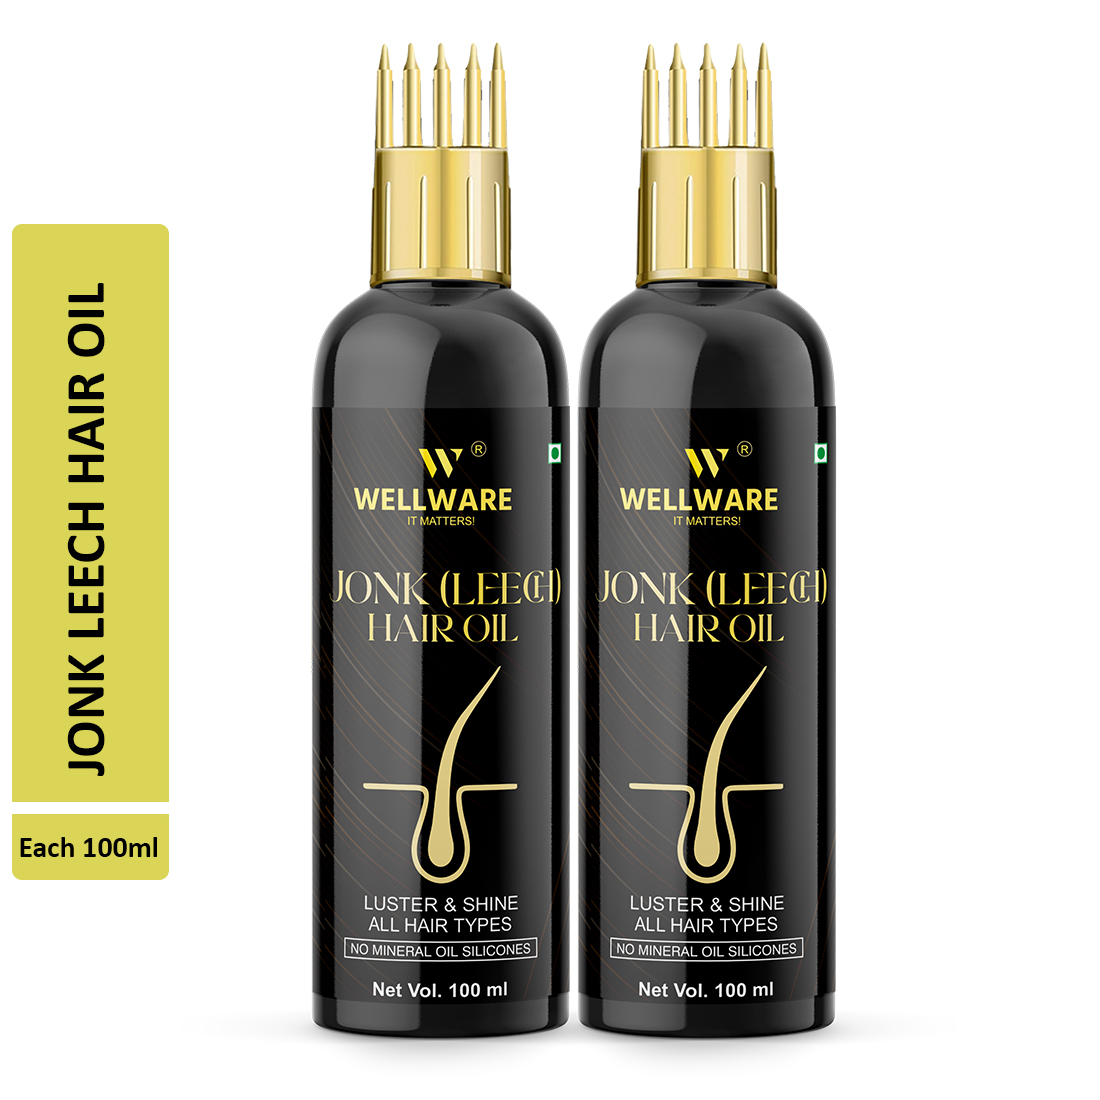 JONK LEECH HAIR OIL
Each 100ml
W ®
WELLWARE
IT MATTERS!
JONK (LEECH)
HAIR OIL
LUSTER & SHINE
ALL HAIR TYPES
NO MINERAL OIL SILICONES
Net Vol. 100 ml
W ®
WELLWARE
IT MATTERS!
JONK (LEECH)
HAIR OIL
LUSTER & SHINE
ALL HAIR TYPES
NO MINERAL OIL SILICONES
Net Vol. 100 ml